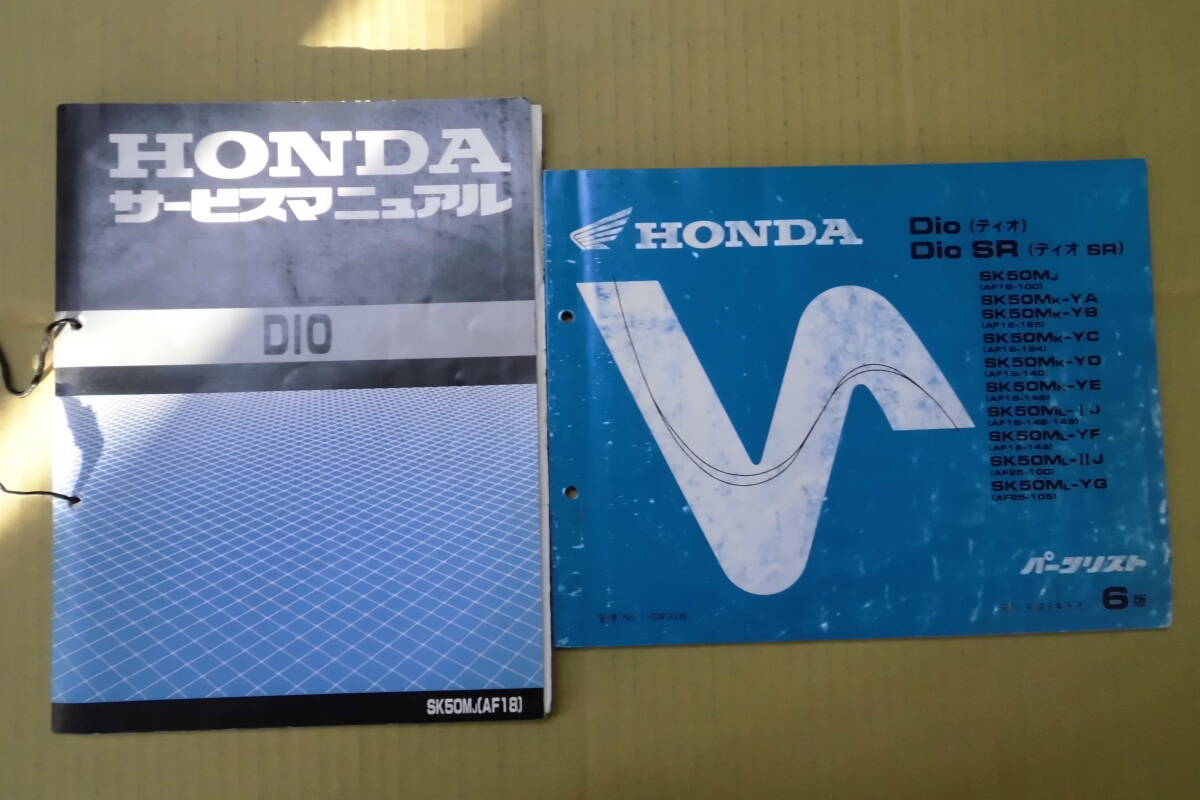 HONDA
サービスマニュアル
DIO
SK50MJ(AF18)
HONDA
Dio (ディオ)
Dio SR (ディオ SR)
SK50MJ
(AF18-100)
SK50MK-YA
SK50MK-YB
(AF18-125)
SK50MK-YC
(AF18-124)
SK50MK-YD
(AF18-140)
SK50MK-YE
SK50ML-IJ
SK50ML-YF
SK50ML-IIJ
(AF25-100)
SK50ML-YG
(AF25-105)
パーツリスト
6版